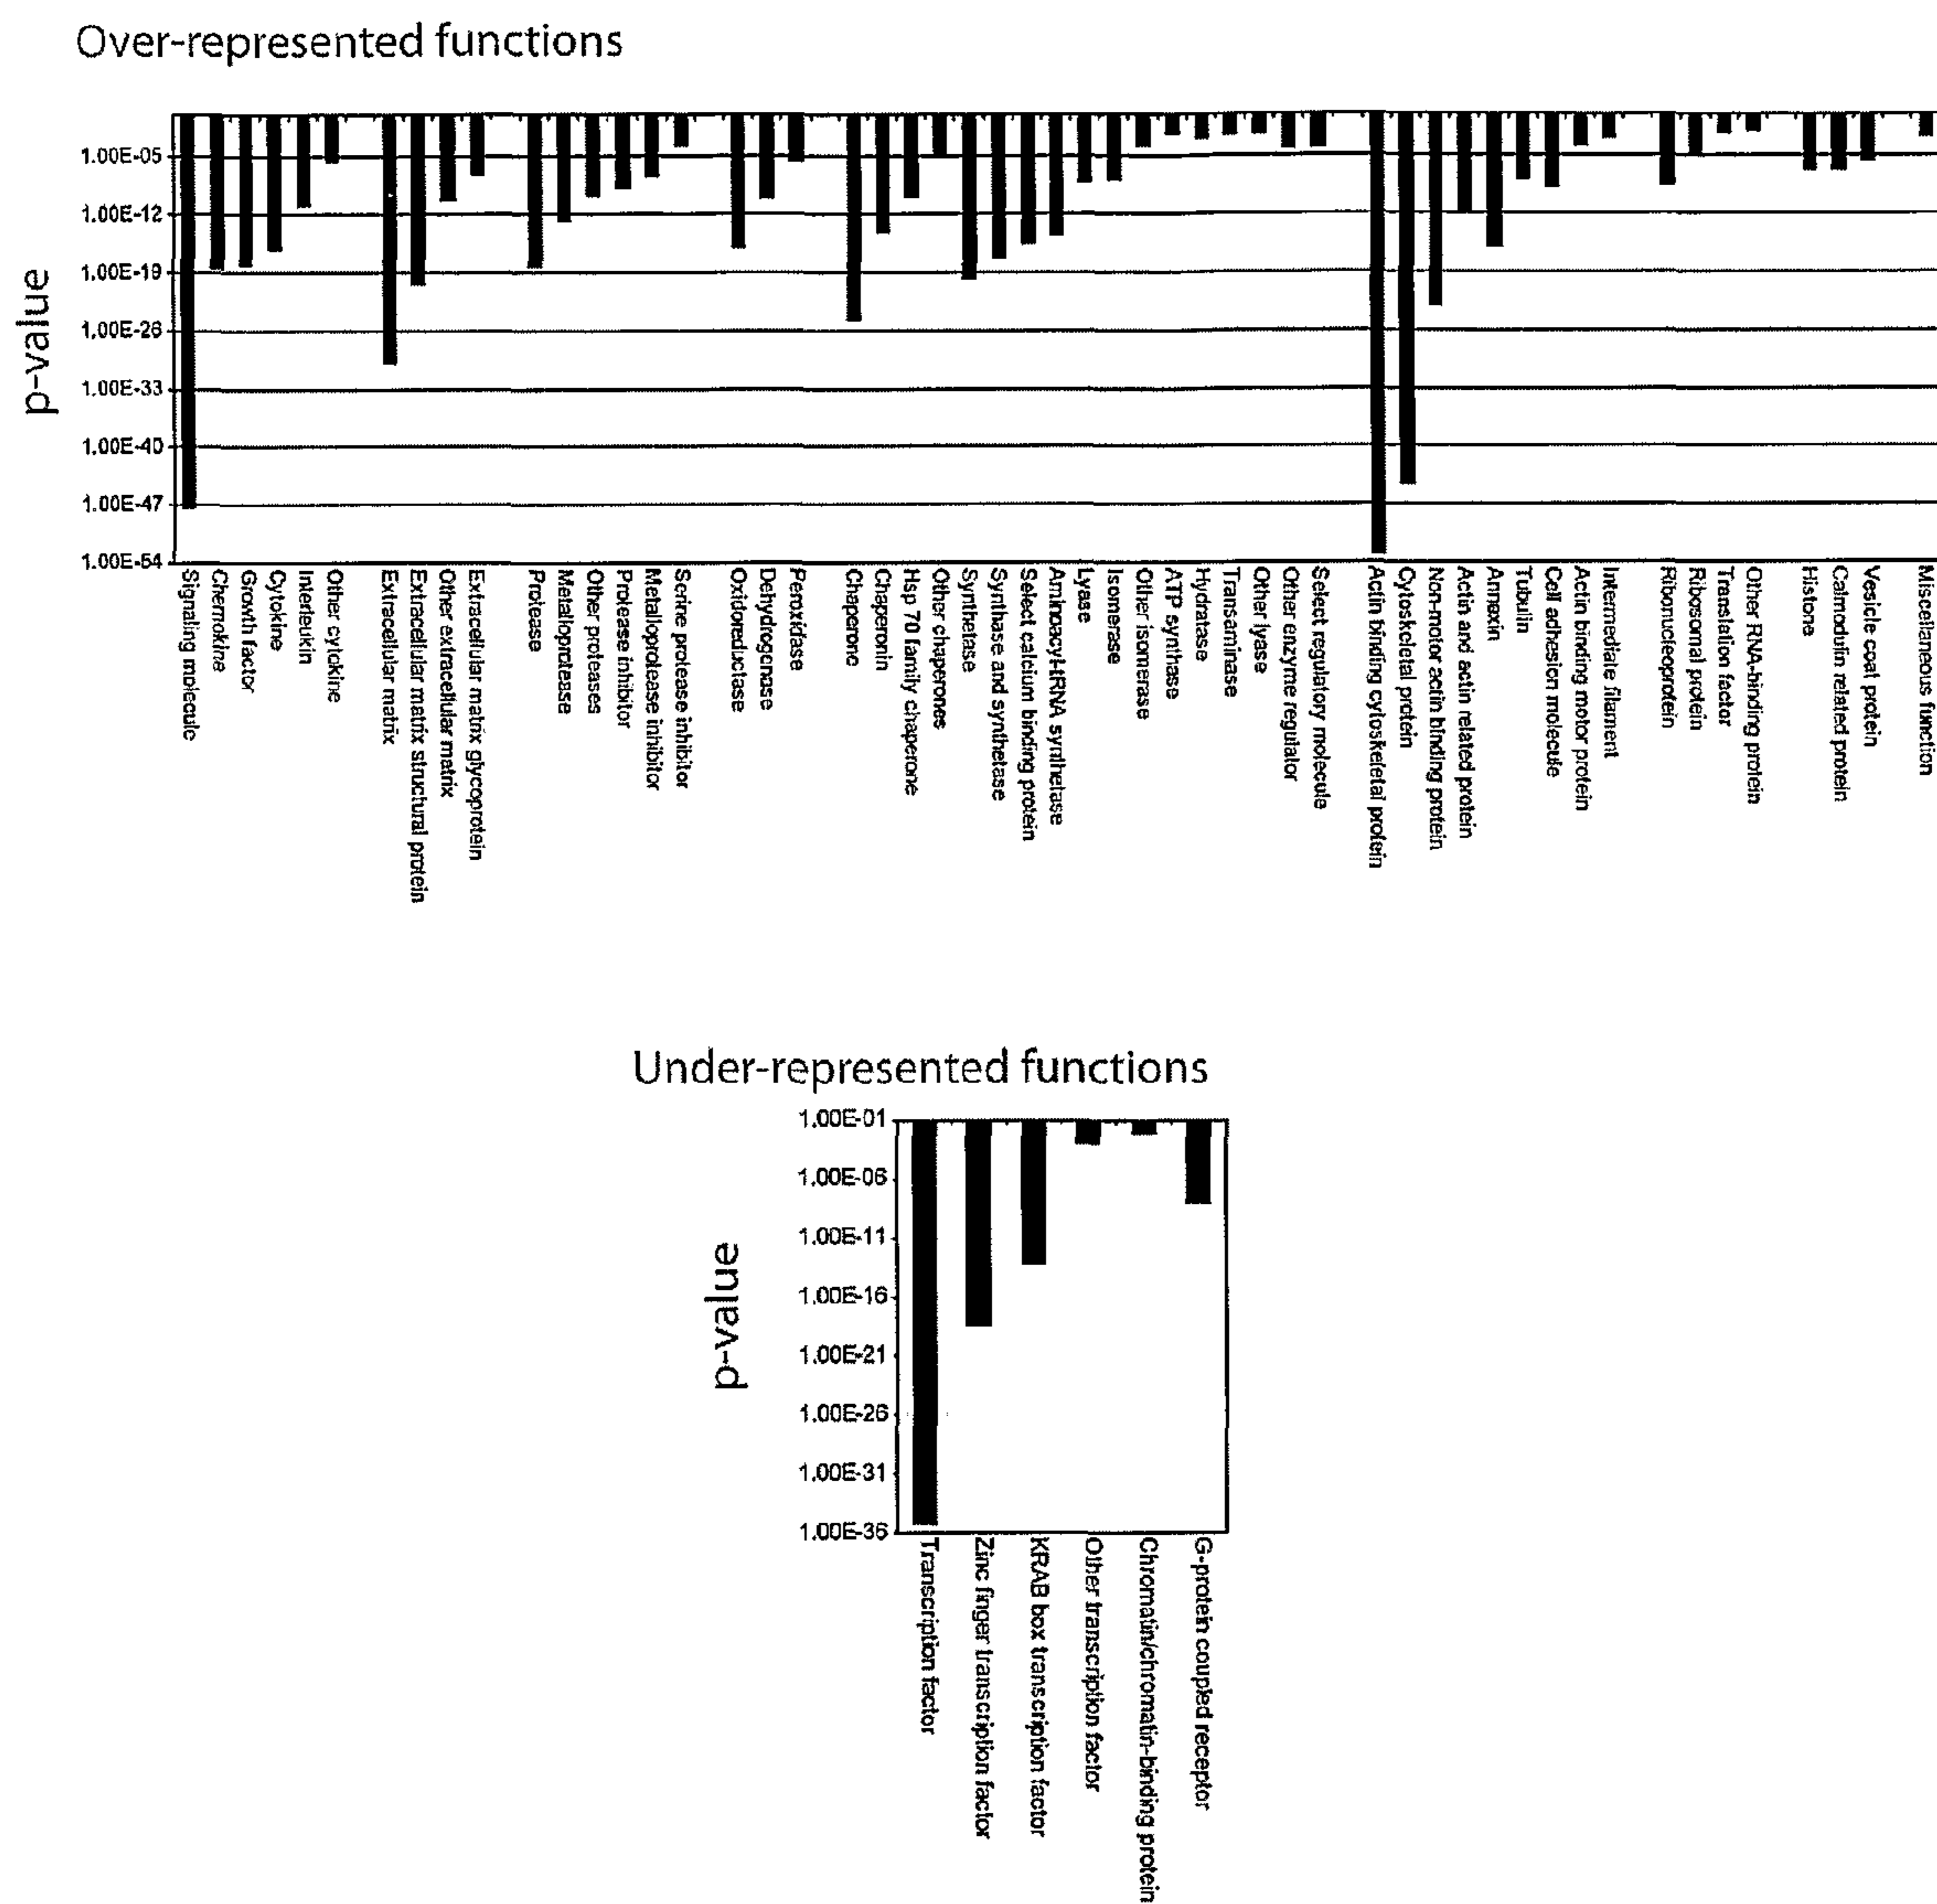 Over-represented functions
p-value
1.00E-05
1.00E-12
1.00E-19
1.00E-26
1.00E-33
1.00E-40
1.00E-47
1.00E-54
Signaling molecule
Chemokine
Growth factor
Cytokine
Interleukin
Other cytokine
Extracellular matrix
Extracellular matrix structural protein
Other extracellular matrix
Extracellular matrix glycoprotein
Protease
Metalloprotease
Other proteases
Protease inhibitor
Metalloprotease inhibitor
Serine protease inhibitor
Oxidoreductase
Dehydrogenase
Peroxidase
Chaperone
Chaperonin
Hsp 70 family chaperone
Other chaperones
Synthetase
Synthase and synthetase
Select calcium binding protein
Aminoacyl-tRNA synthetase
Lyase
Isomerase
Other isomerase
ATP synthase
Hydratase
Transaminase
Other lyase
Other enzyme regulator
Select regulatory molecule
Actin binding cytoskeletal protein
Cytoskeletal protein
Non-motor actin binding protein
Actin and actin related protein
Annexin
Tubulin
Cell adhesion molecule
Actin binding motor protein
Intermediate filament
Ribonucleoprotein
Ribosomal protein
Translation factor
Other RNA-binding protein
Histone
Calmodulin related protein
Vesicle coat protein
Miscellaneous function
Under-represented functions
p-value
1.00E-01
1.00E-06
1.00E-11
1.00E-16
1.00E-21
1.00E-26
1.00E-31
1.00E-36
Transcription factor
Zinc finger transcription factor
KRAB box transcription factor
Other transcription factor
Chromatin/chromatin-binding protein
G-protein coupled receptor